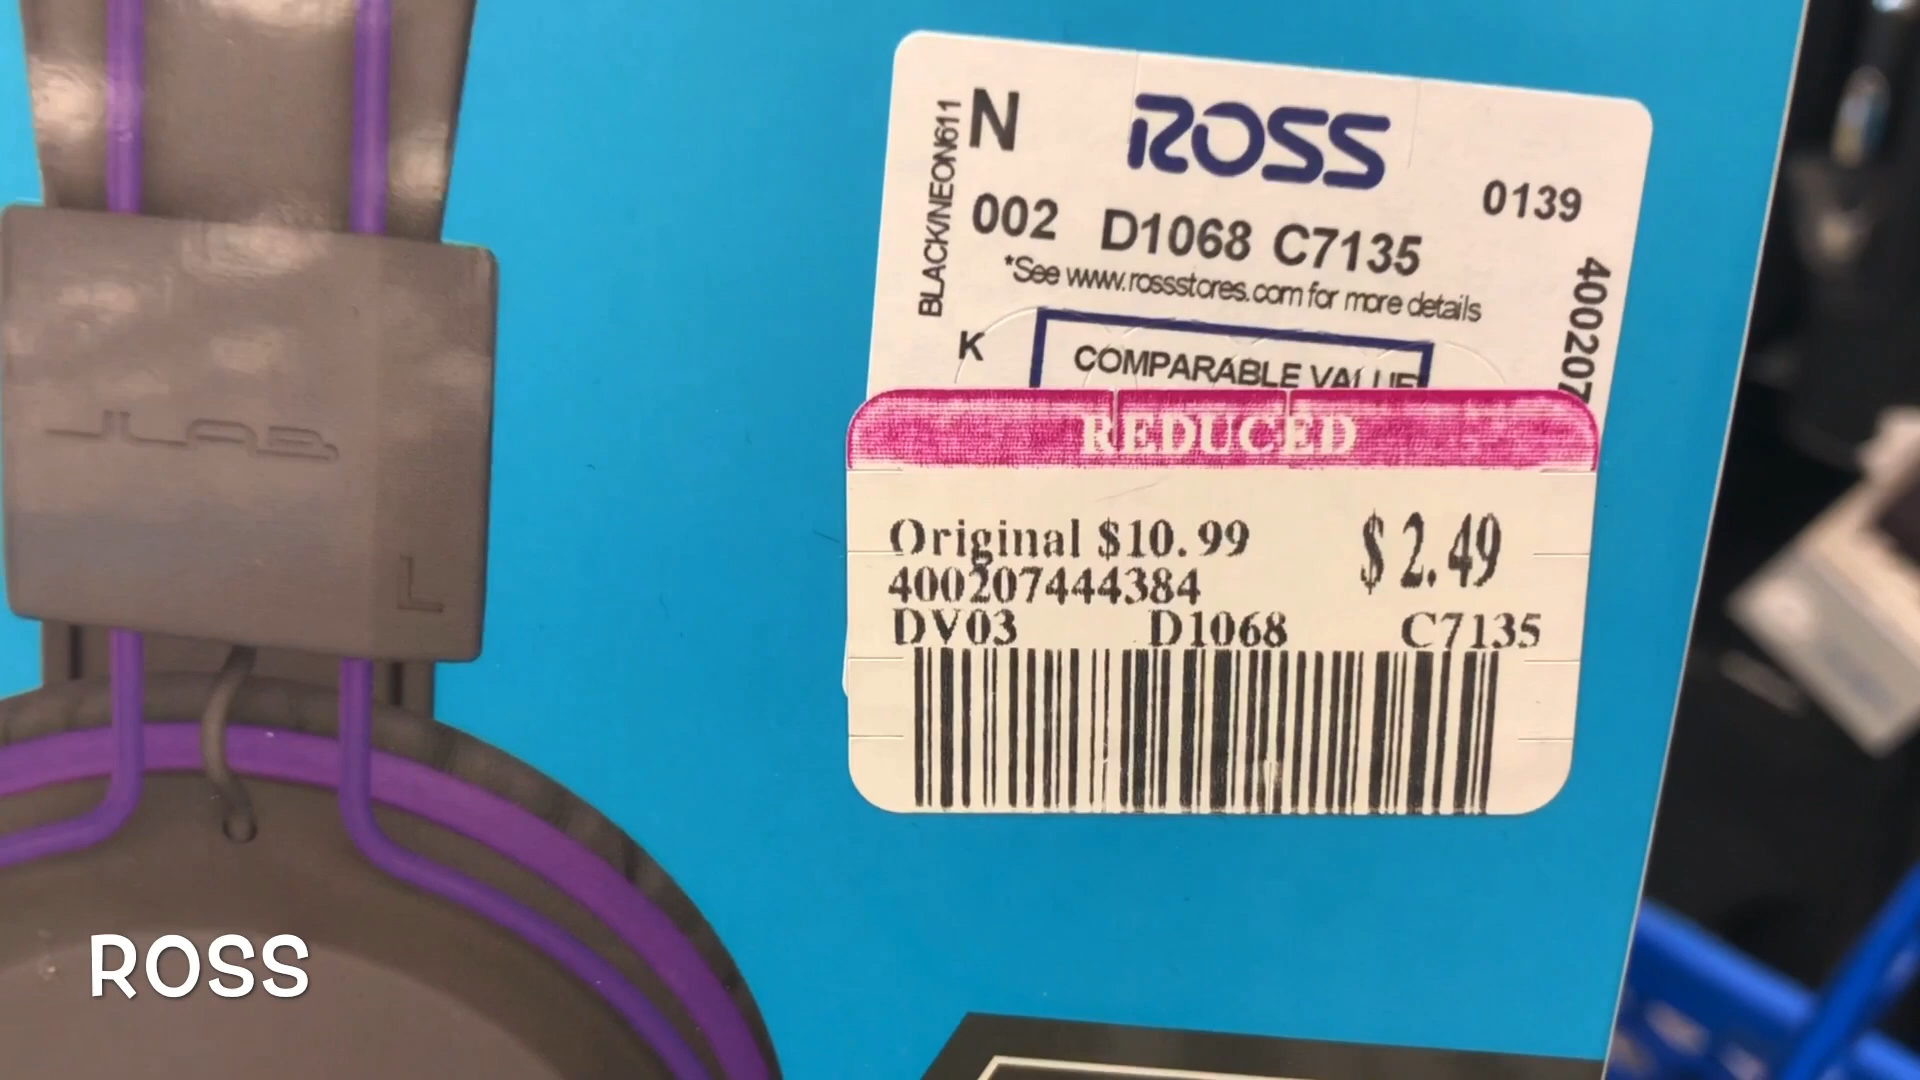 JLAB
L
N
ROSS
BLACK/NEON611
002 D1068 C7135
0139
*See www.rossstores.com for more details
400207
K
COMPARABLE VALUE
REDUCED
Original $10.99
$2.49
400207444384
DV03 D1068 C7135
ROSS